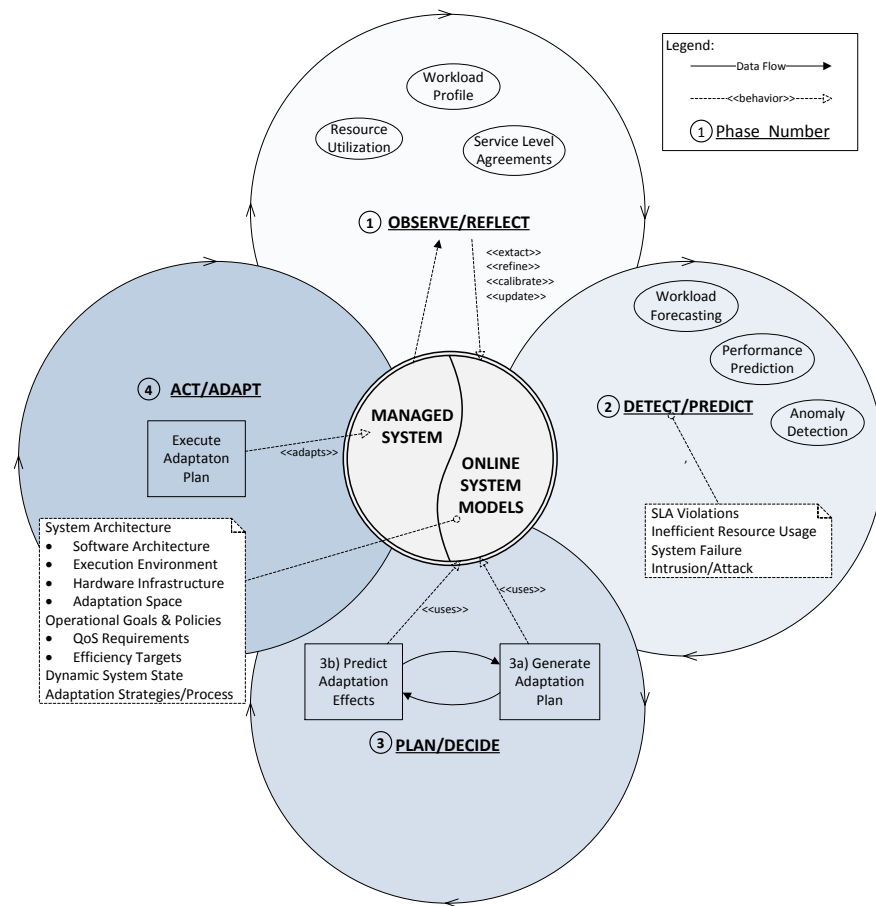 Legend:
Data Flow
<<behavior>>
1 Phase Number
Workload
Profile
Resource
Utilization
Service Level
Agreements
1 OBSERVE/REFLECT
<<extact>>
<<refine>>
<<calibrate>>
<<update>>
Workload
Forecasting
Performance
Prediction
Anomaly
Detection
2 DETECT/PREDICT
SLA Violations
Inefficient Resource Usage
System Failure
Intrusion/Attack
4 ACT/ADAPT
Execute
Adaptaton
Plan
<<adapts>>
MANAGED
SYSTEM
ONLINE
SYSTEM
MODELS
System Architecture
• Software Architecture
• Execution Environment
• Hardware Infrastructure
• Adaptation Space
Operational Goals & Policies
• QoS Requirements
• Efficiency Targets
Dynamic System State
Adaptation Strategies/Process
<<uses>>
<<uses>>
3b) Predict
Adaptation
Effects
3a) Generate
Adaptation
Plan
3 PLAN/DECIDE